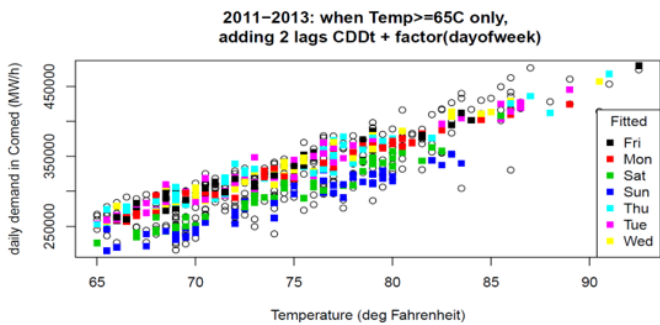 2011−2013: when Temp>=65C only,
adding 2 lags CDDt + factor(dayofweek)
daily demand in Comed (MW/h)
450000
350000
250000
65 70 75 80 85 90
Temperature (deg Fahrenheit)
Fitted
Fri
Mon
Sat
Sun
Thu
Tue
Wed